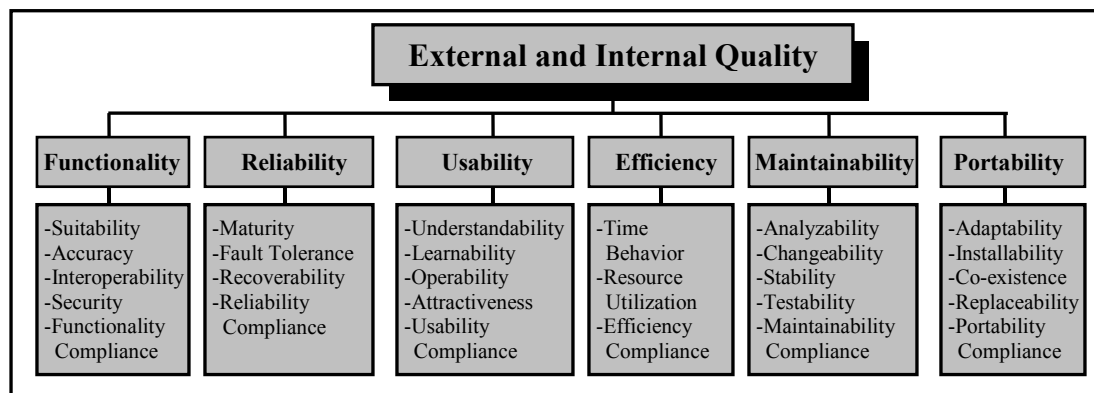 External and Internal Quality
Functionality
-Suitability
-Accuracy
-Interoperability
-Security
-Functionality
Compliance
Reliability
-Maturity
-Fault Tolerance
-Recoverability
-Reliability
Compliance
Usability
-Understandability
-Learnability
-Operability
-Attractiveness
-Usability
Compliance
Efficiency
-Time
Behavior
-Resource
Utilization
-Efficiency
Compliance
Maintainability
-Analyzability
-Changeability
-Stability
-Testability
-Maintainability
Compliance
Portability
-Adaptability
-Installability
-Co-existence
-Replaceability
-Portability
Compliance